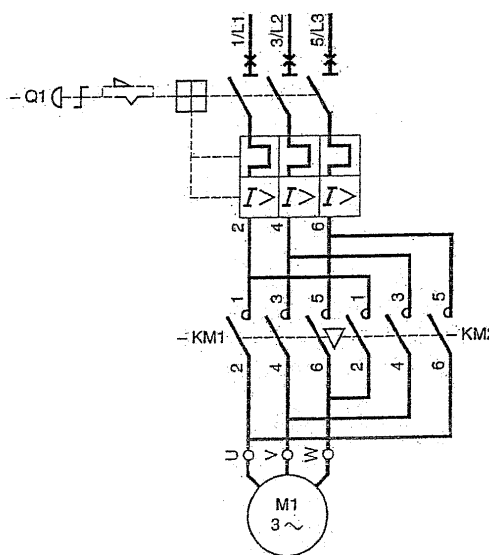 1/L1 3/L2 5/L3
– Q1
I> I> I>
2 4 6
1 3 5 1 3 5
– KM1
– KM2
2 4 6 2 4 6
U V W
M1
3 ~